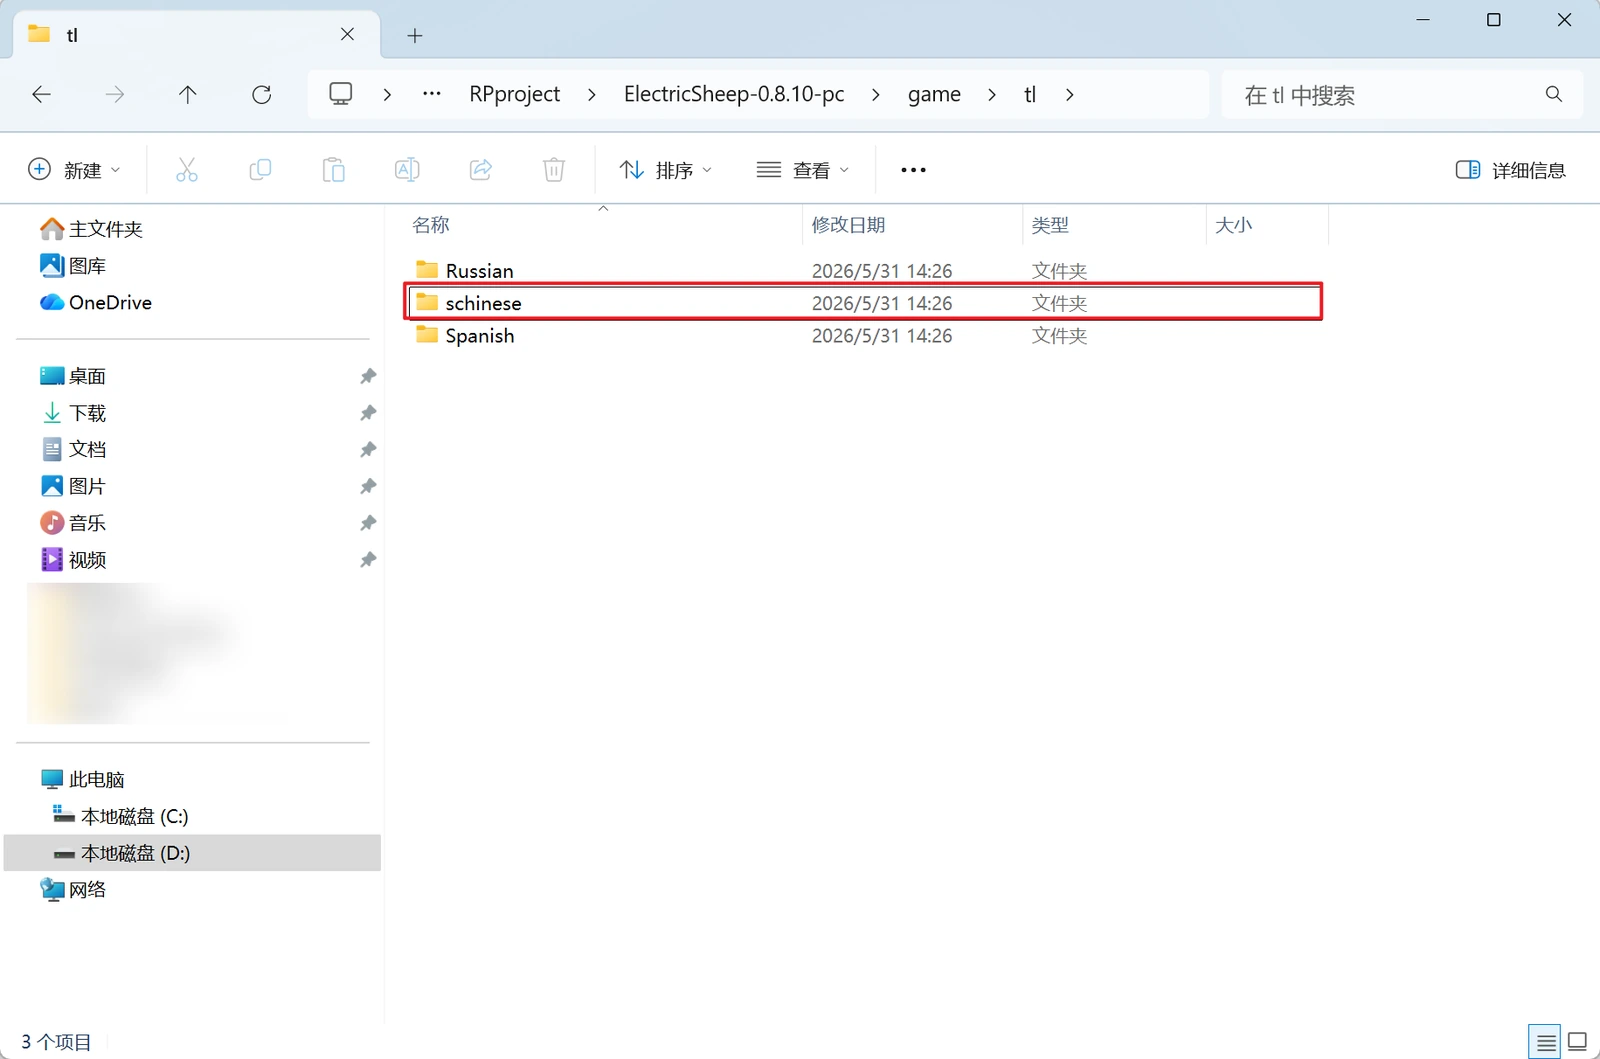 tl
RPproject ElectricSheep-0.8.10-pc game tl 在 tl 中搜索
新建 排序 查看 详细信息
名称 修改日期 类型 大小
Russian 2026/5/31 14:26 文件夹
schinese 2026/5/31 14:26 文件夹
Spanish 2026/5/31 14:26 文件夹
主文件夹
图库
OneDrive
桌面
下载
文档
图片
音乐
视频
此电脑
本地磁盘 (C:)
本地磁盘 (D:)
网络
3 个项目